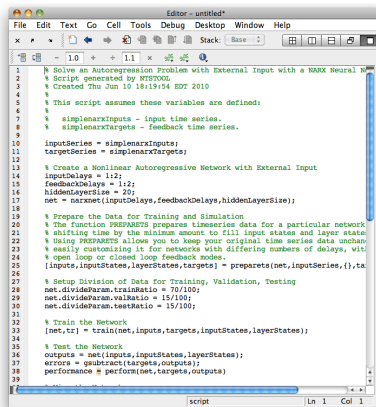 Editor - untitled*
File Edit Text Go Cell Tools Debug Desktop Window Help
Stack: Base
- 1.0 + ÷ 1.1 ×
1 % Solve an Autoregression Problem with External Input with a NARX Neural N
2 % Script generated by NTSTOOL
3 % Created Thu Jun 10 18:19:54 EDT 2010
4 %
5 % This script assumes these variables are defined:
6 %
7 % simplenarxInputs - input time series.
8 % simplenarxTargets - feedback time series.
9
10 inputSeries = simplenarxInputs;
11 targetSeries = simplenarxTargets;
12
13 % Create a Nonlinear Autoregressive Network with External Input
14 inputDelays = 1:2;
15 feedbackDelays = 1:2;
16 hiddenLayerSize = 20;
17 net = narxnet(inputDelays,feedbackDelays,hiddenLayerSize);
18
19 % Prepare the Data for Training and Simulation
20 % The function PREPARETS prepares timeseries data for a particular network
21 % shifting time by the minimum amount to fill input states and layer state
22 % Using PREPARETS allows you to keep your original time series data unchan
23 % easily customizing it for networks with differing numbers of delays, wit
24 % open loop or closed loop feedback modes.
25 [inputs,inputStates,layerStates,targets] = preparets(net,inputSeries,{},ta
26
27 % Setup Division of Data for Training, Validation, Testing
28 net.divideParam.trainRatio = 70/100;
29 net.divideParam.valRatio = 15/100;
30 net.divideParam.testRatio = 15/100;
31
32 % Train the Network
33 [net,tr] = train(net,inputs,targets,inputStates,layerStates);
34
35 % Test the Network
36 outputs = net(inputs,inputStates,layerStates);
37 errors = gsubtract(targets,outputs);
38 performance = perform(net,targets,outputs)
39
script Ln 1 Col 1